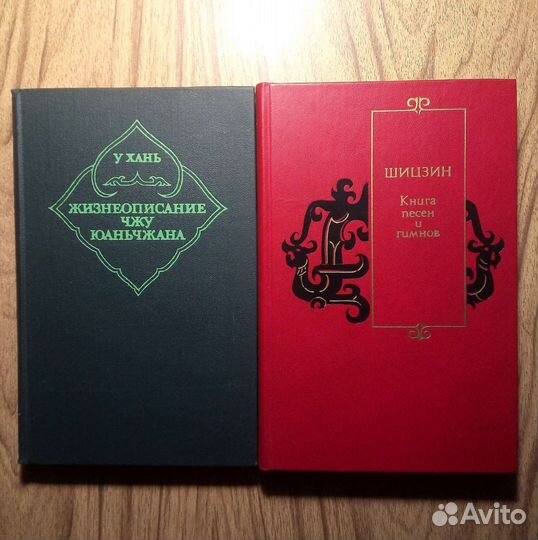 У ХАНЬ
ЖИЗНЕОПИСАНИЕ
ЧЖУ
ЮАНЬЧЖАНА
ШИЦЗИН
Книга
песен и
гимнов
Avito